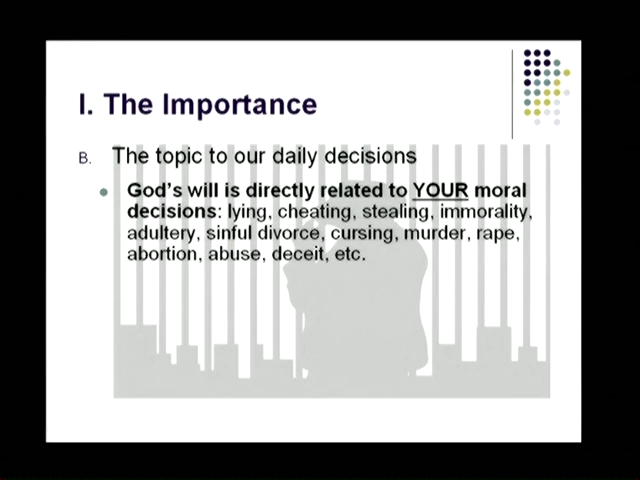 I. The Importance
B. The topic to our daily decisions
God's will is directly related to YOUR moral
decisions: lying, cheating, stealing, immorality,
adultery, sinful divorce, cursing, murder, rape,
abortion, abuse, deceit, etc.